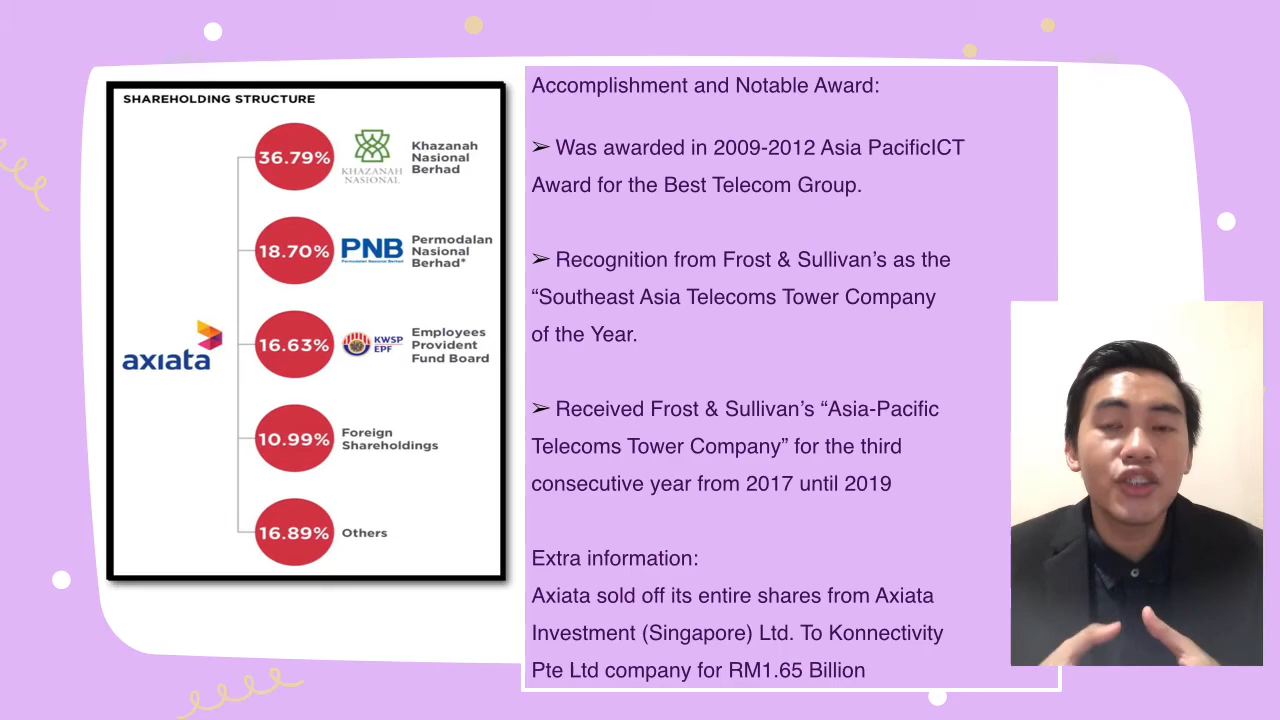 SHAREHOLDING STRUCTURE
axiata
36.79%
KHAZANAH
NASIONAL
Khazanah
Nasional
Berhad
18.70%
PNB
Permodalan Nasional Berhad
Permodalan
Nasional
Berhad*
16.63%
KWSP
EPF
Employees
Provident
Fund Board
10.99%
Foreign
Shareholdings
16.89%
Others
Accomplishment and Notable Award:
➢ Was awarded in 2009-2012 Asia PacificICT
Award for the Best Telecom Group.
➢ Recognition from Frost & Sullivan’s as the
“Southeast Asia Telecoms Tower Company
of the Year.
➢ Received Frost & Sullivan’s “Asia-Pacific
Telecoms Tower Company” for the third
consecutive year from 2017 until 2019
Extra information:
Axiata sold off its entire shares from Axiata
Investment (Singapore) Ltd. To Konnectivity
Pte Ltd company for RM1.65 Billion